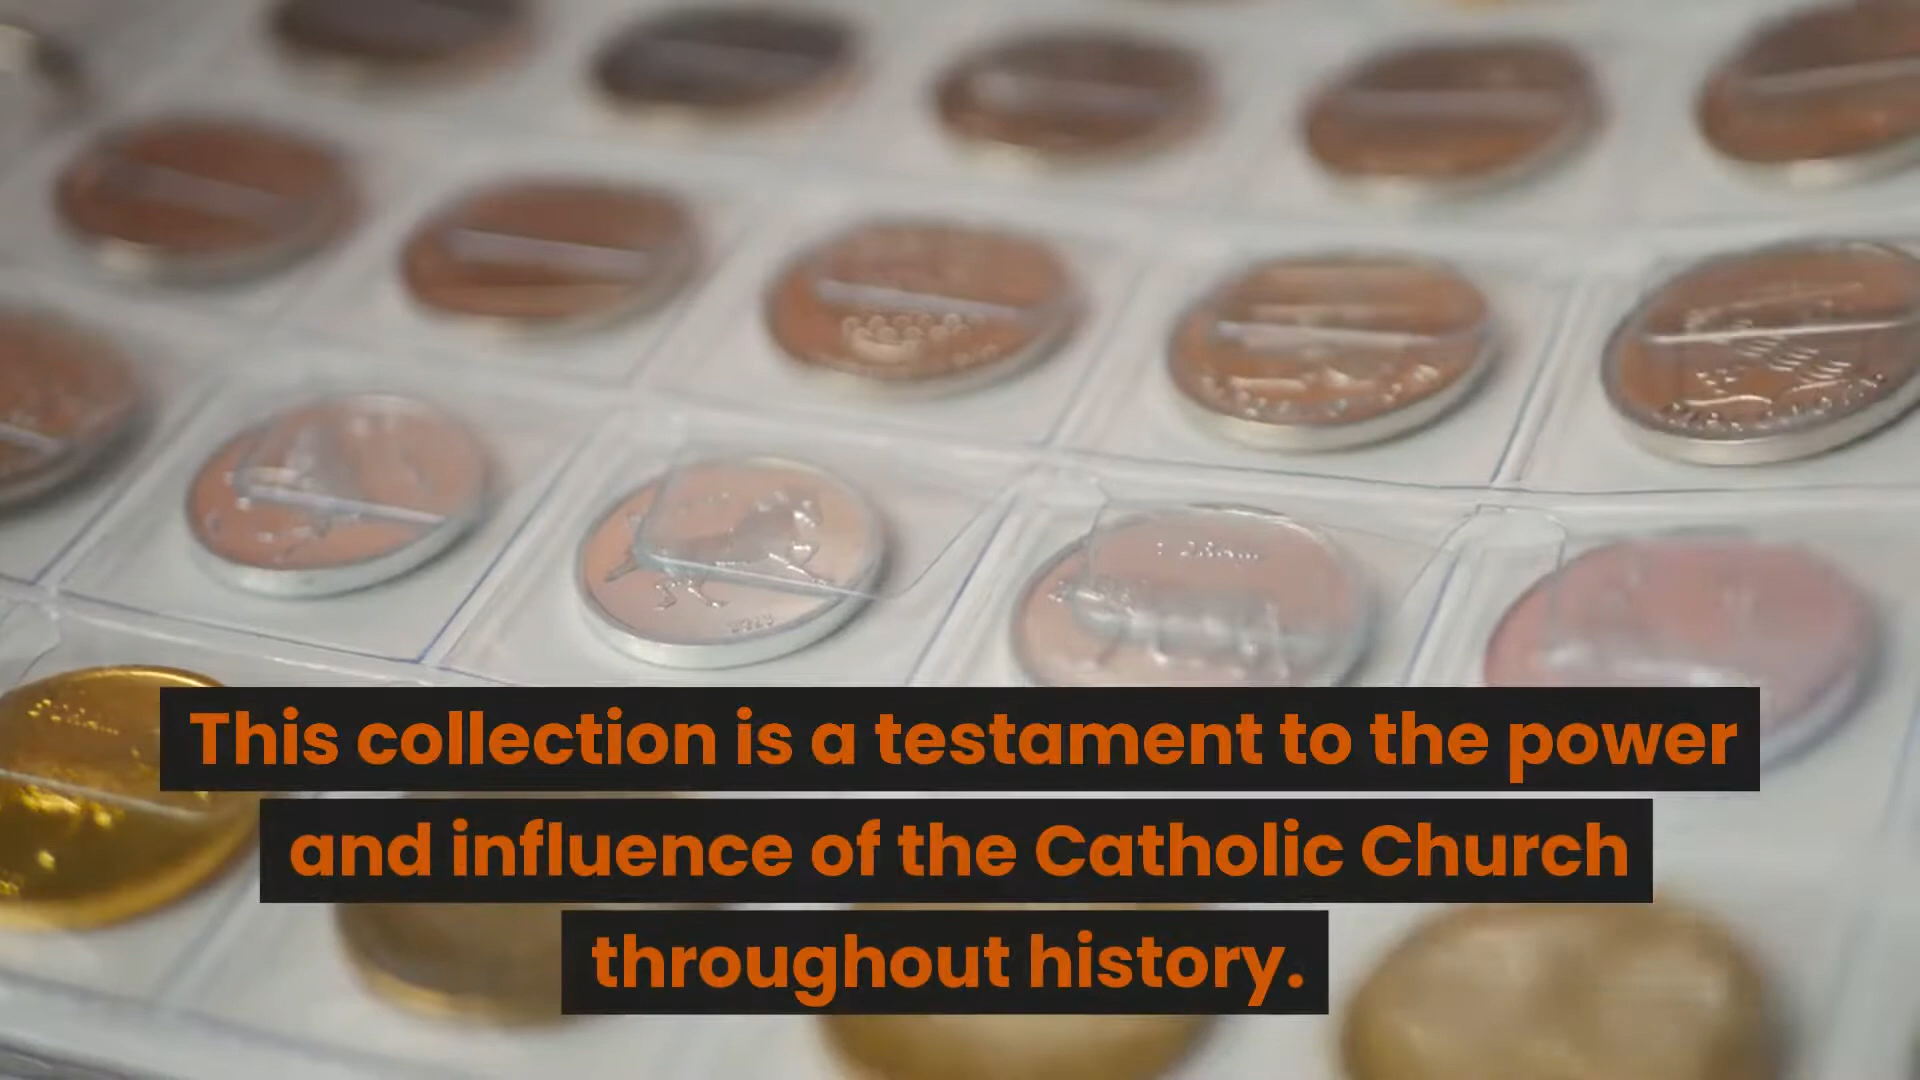 This collection is a testament to the power
and influence of the Catholic Church
throughout history.